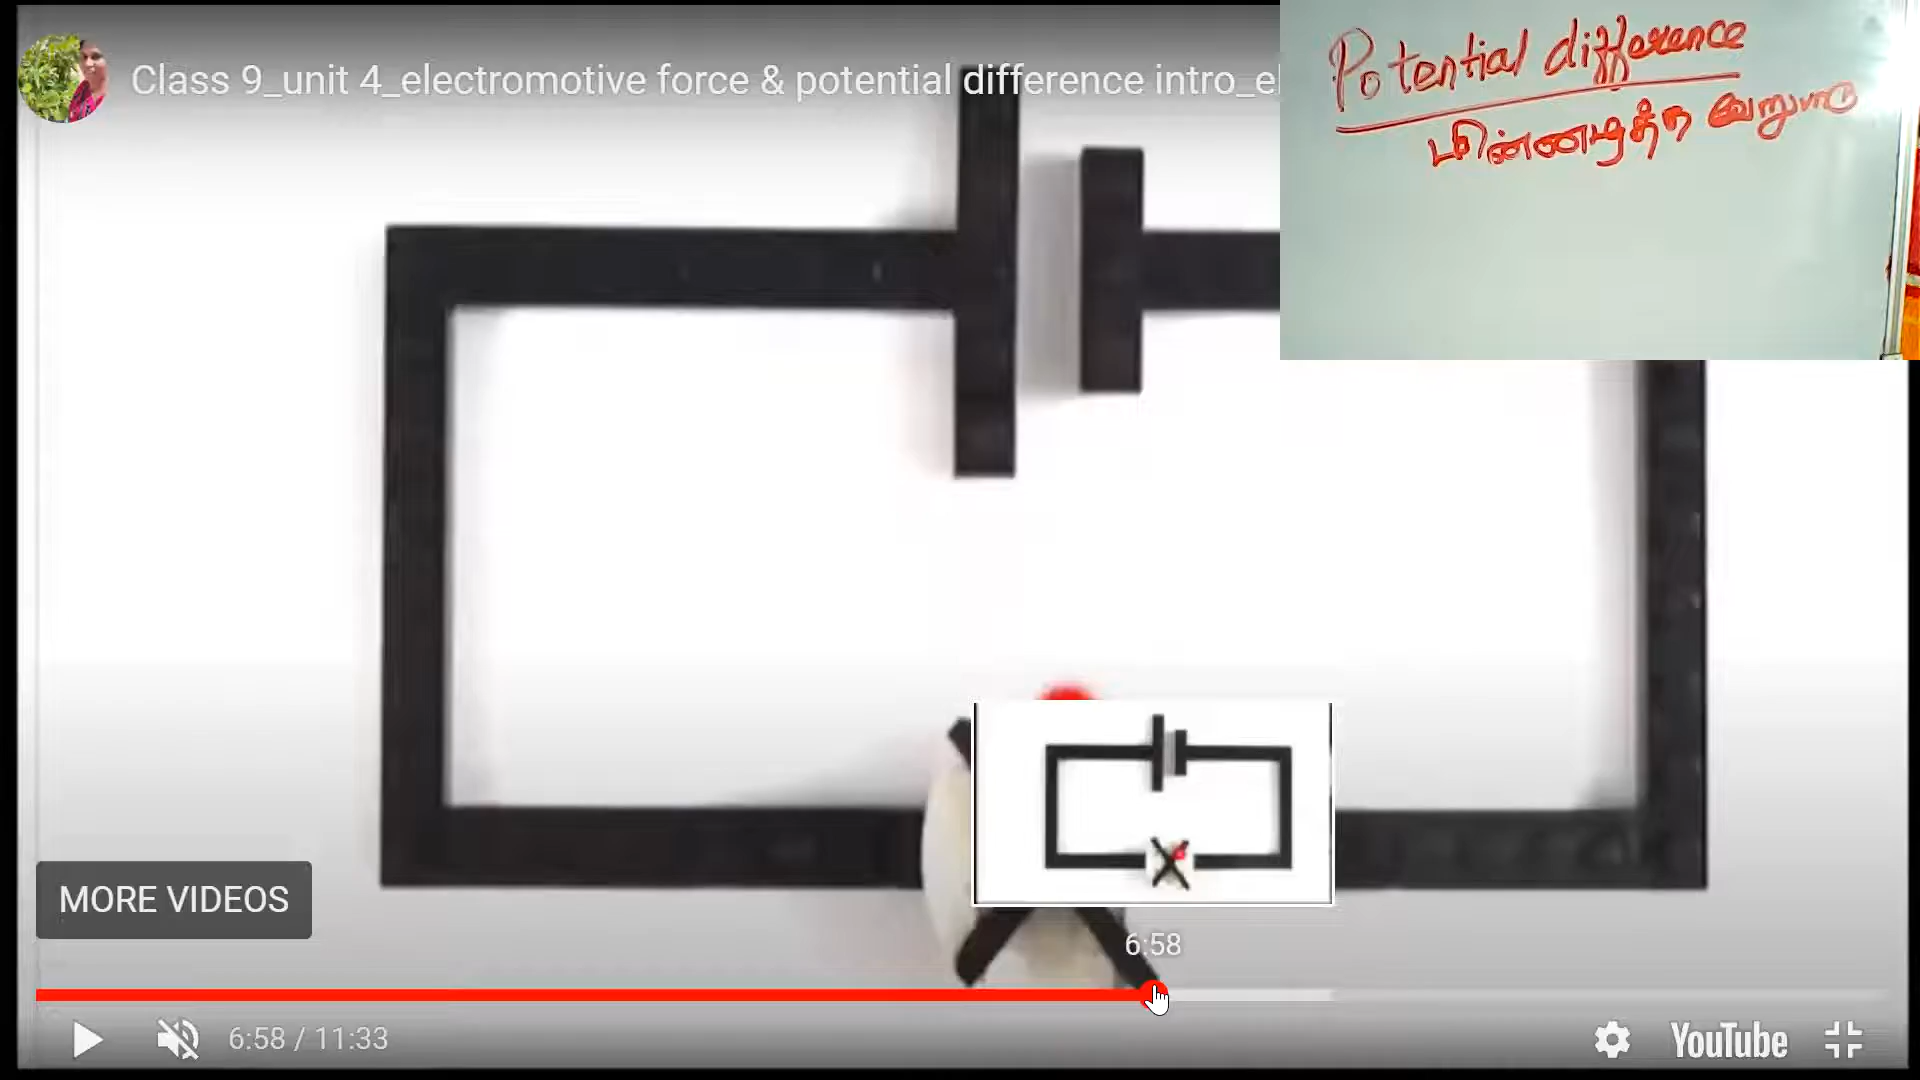 Class 9_unit 4_electromotive force & potential difference intro_el
Potential difference
மின்னழுத்த வேறுபாடு
MORE VIDEOS
6:58
6:58 / 11:33
YouTube